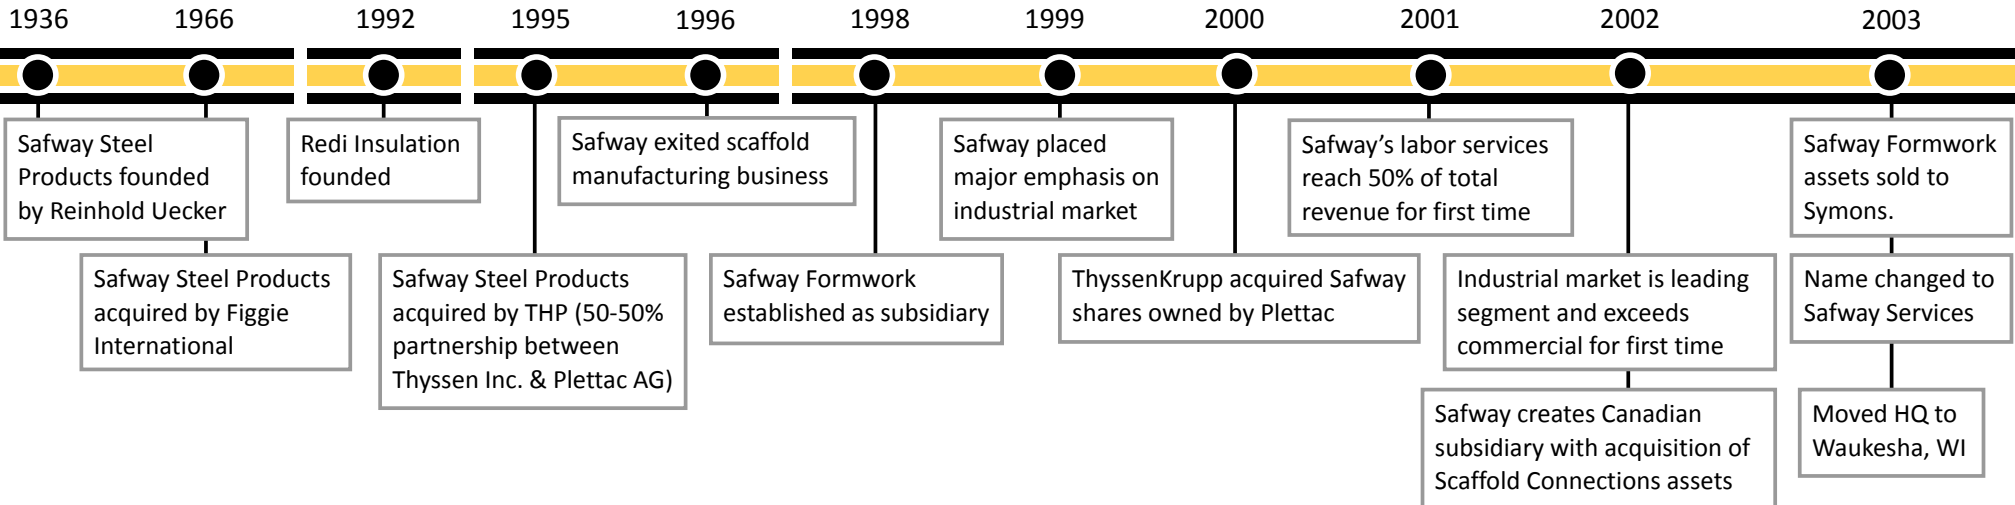 1936
1966
1992
1995
1996
1998
1999
2000
2001
2002
2003
Safway Steel
Products founded
by Reinhold Uecker
Safway Steel Products
acquired by Figgie
International
Redi Insulation
founded
Safway Steel Products
acquired by THP (50-50%
partnership between
Thyssen Inc. & Plettac AG)
Safway exited scaffold
manufacturing business
Safway Formwork
established as subsidiary
Safway placed
major emphasis on
industrial market
ThyssenKrupp acquired Safway
shares owned by Plettac
Safway’s labor services
reach 50% of total
revenue for first time
Industrial market is leading
segment and exceeds
commercial for first time
Safway creates Canadian
subsidiary with acquisition of
Scaffold Connections assets
Safway Formwork
assets sold to
Symons.
Name changed to
Safway Services
Moved HQ to
Waukesha, WI